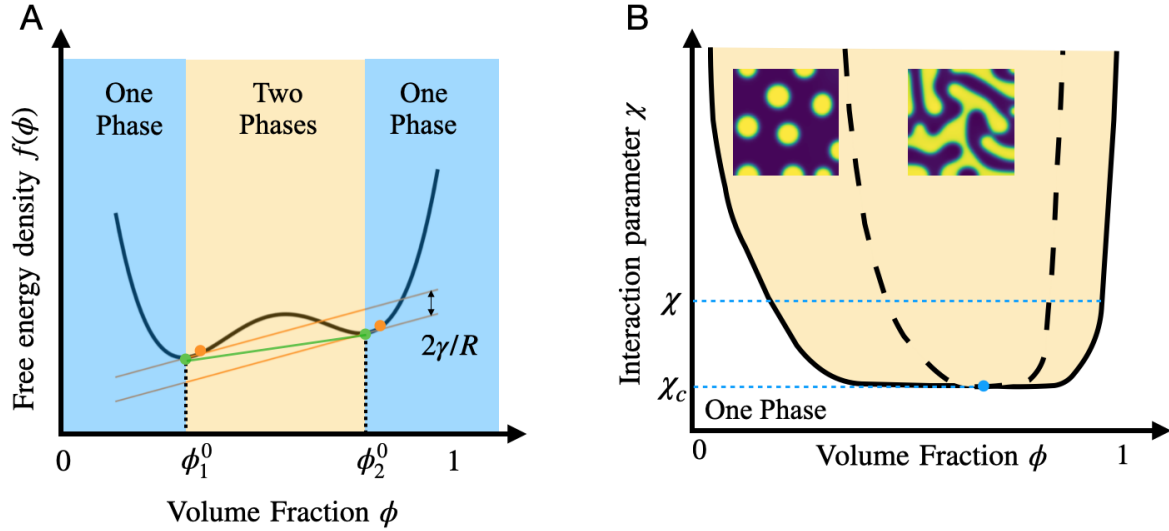 A
One
Phase
Two
Phases
One
Phase
Free energy density f(ϕ)
2γ/R
0
ϕ₁⁰
ϕ₂⁰
1
Volume Fraction ϕ
B
Interaction parameter χ
χ
χ_c
One Phase
0
Volume Fraction ϕ
1